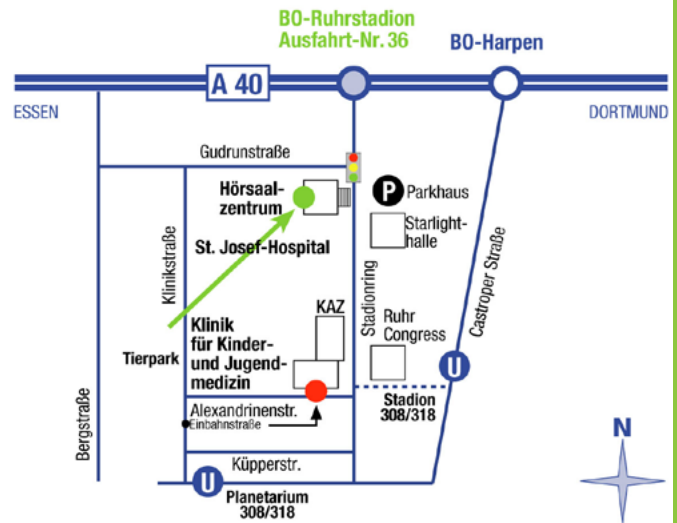 BO-Ruhrstadion
Ausfahrt-Nr. 36
BO-Harpen
A 40
ESSEN
DORTMUND
Gudrunstraße
Hörsaal-
zentrum
P Parkhaus
Starlight-
halle
St. Josef-Hospital
Klinikstraße
Stadionring
Castroper Straße
KAZ
Ruhr
Congress
Klinik
für Kinder-
und Jugend-
medizin
Tierpark
U
Stadion
308/318
Bergstraße
Alexandrinenstr.
Einbahnstraße
N
Küpperstr.
U
Planetarium
308/318